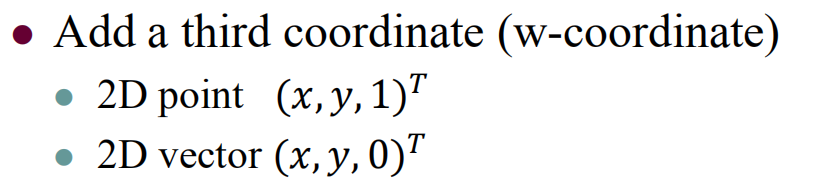 • Add a third coordinate (w-coordinate)
• 2D point (x, y, 1)ᵀ
• 2D vector (x, y, 0)ᵀ